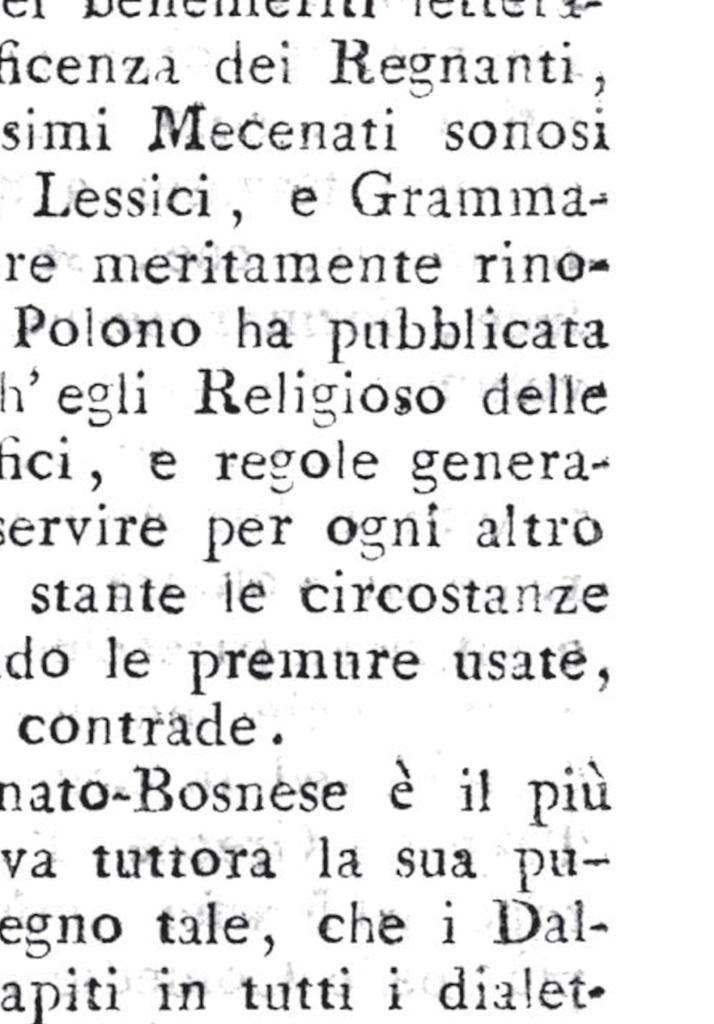 ei benemeriti lettera-
ficenza dei Regnanti,
simi Mecenati sonosi
Lessici, e Gramma-
re meritamente rino-
Polono ha pubblicata
h' egli Religioso delle
fici, e regole genera-
servire per ogni altro
stante le circostanze
do le premure usate,
contrade.
nato-Bosnese è il più
va tuttora la sua pu-
egno tale, che i Dal-
apiti in tutti i dialet-